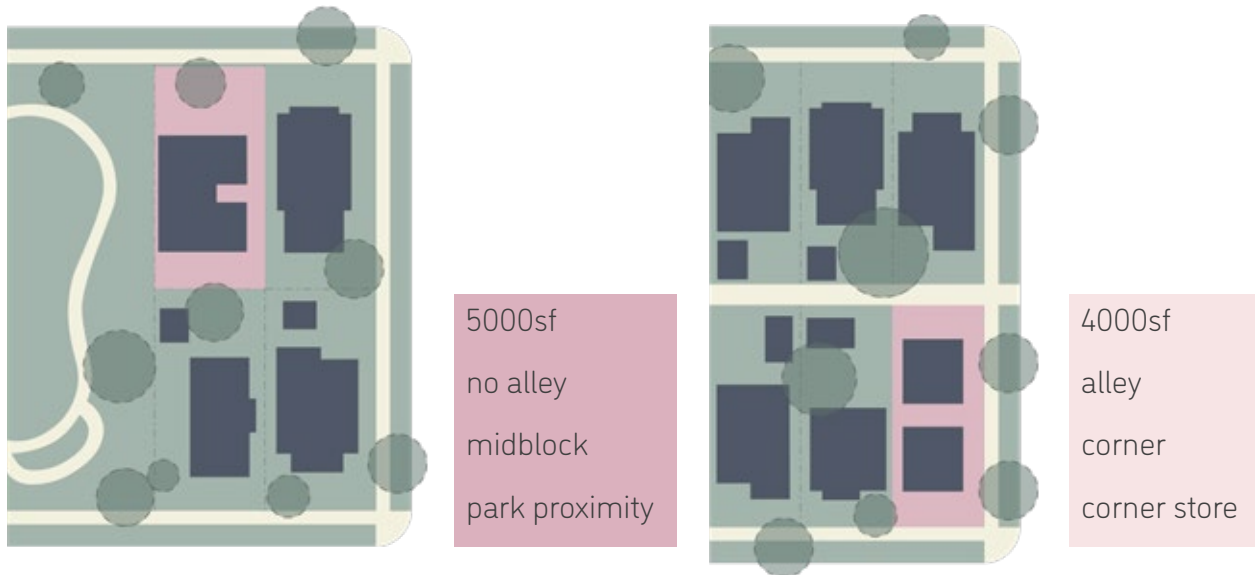 5000sf
no alley
midblock
park proximity
4000sf
alley
corner
corner store